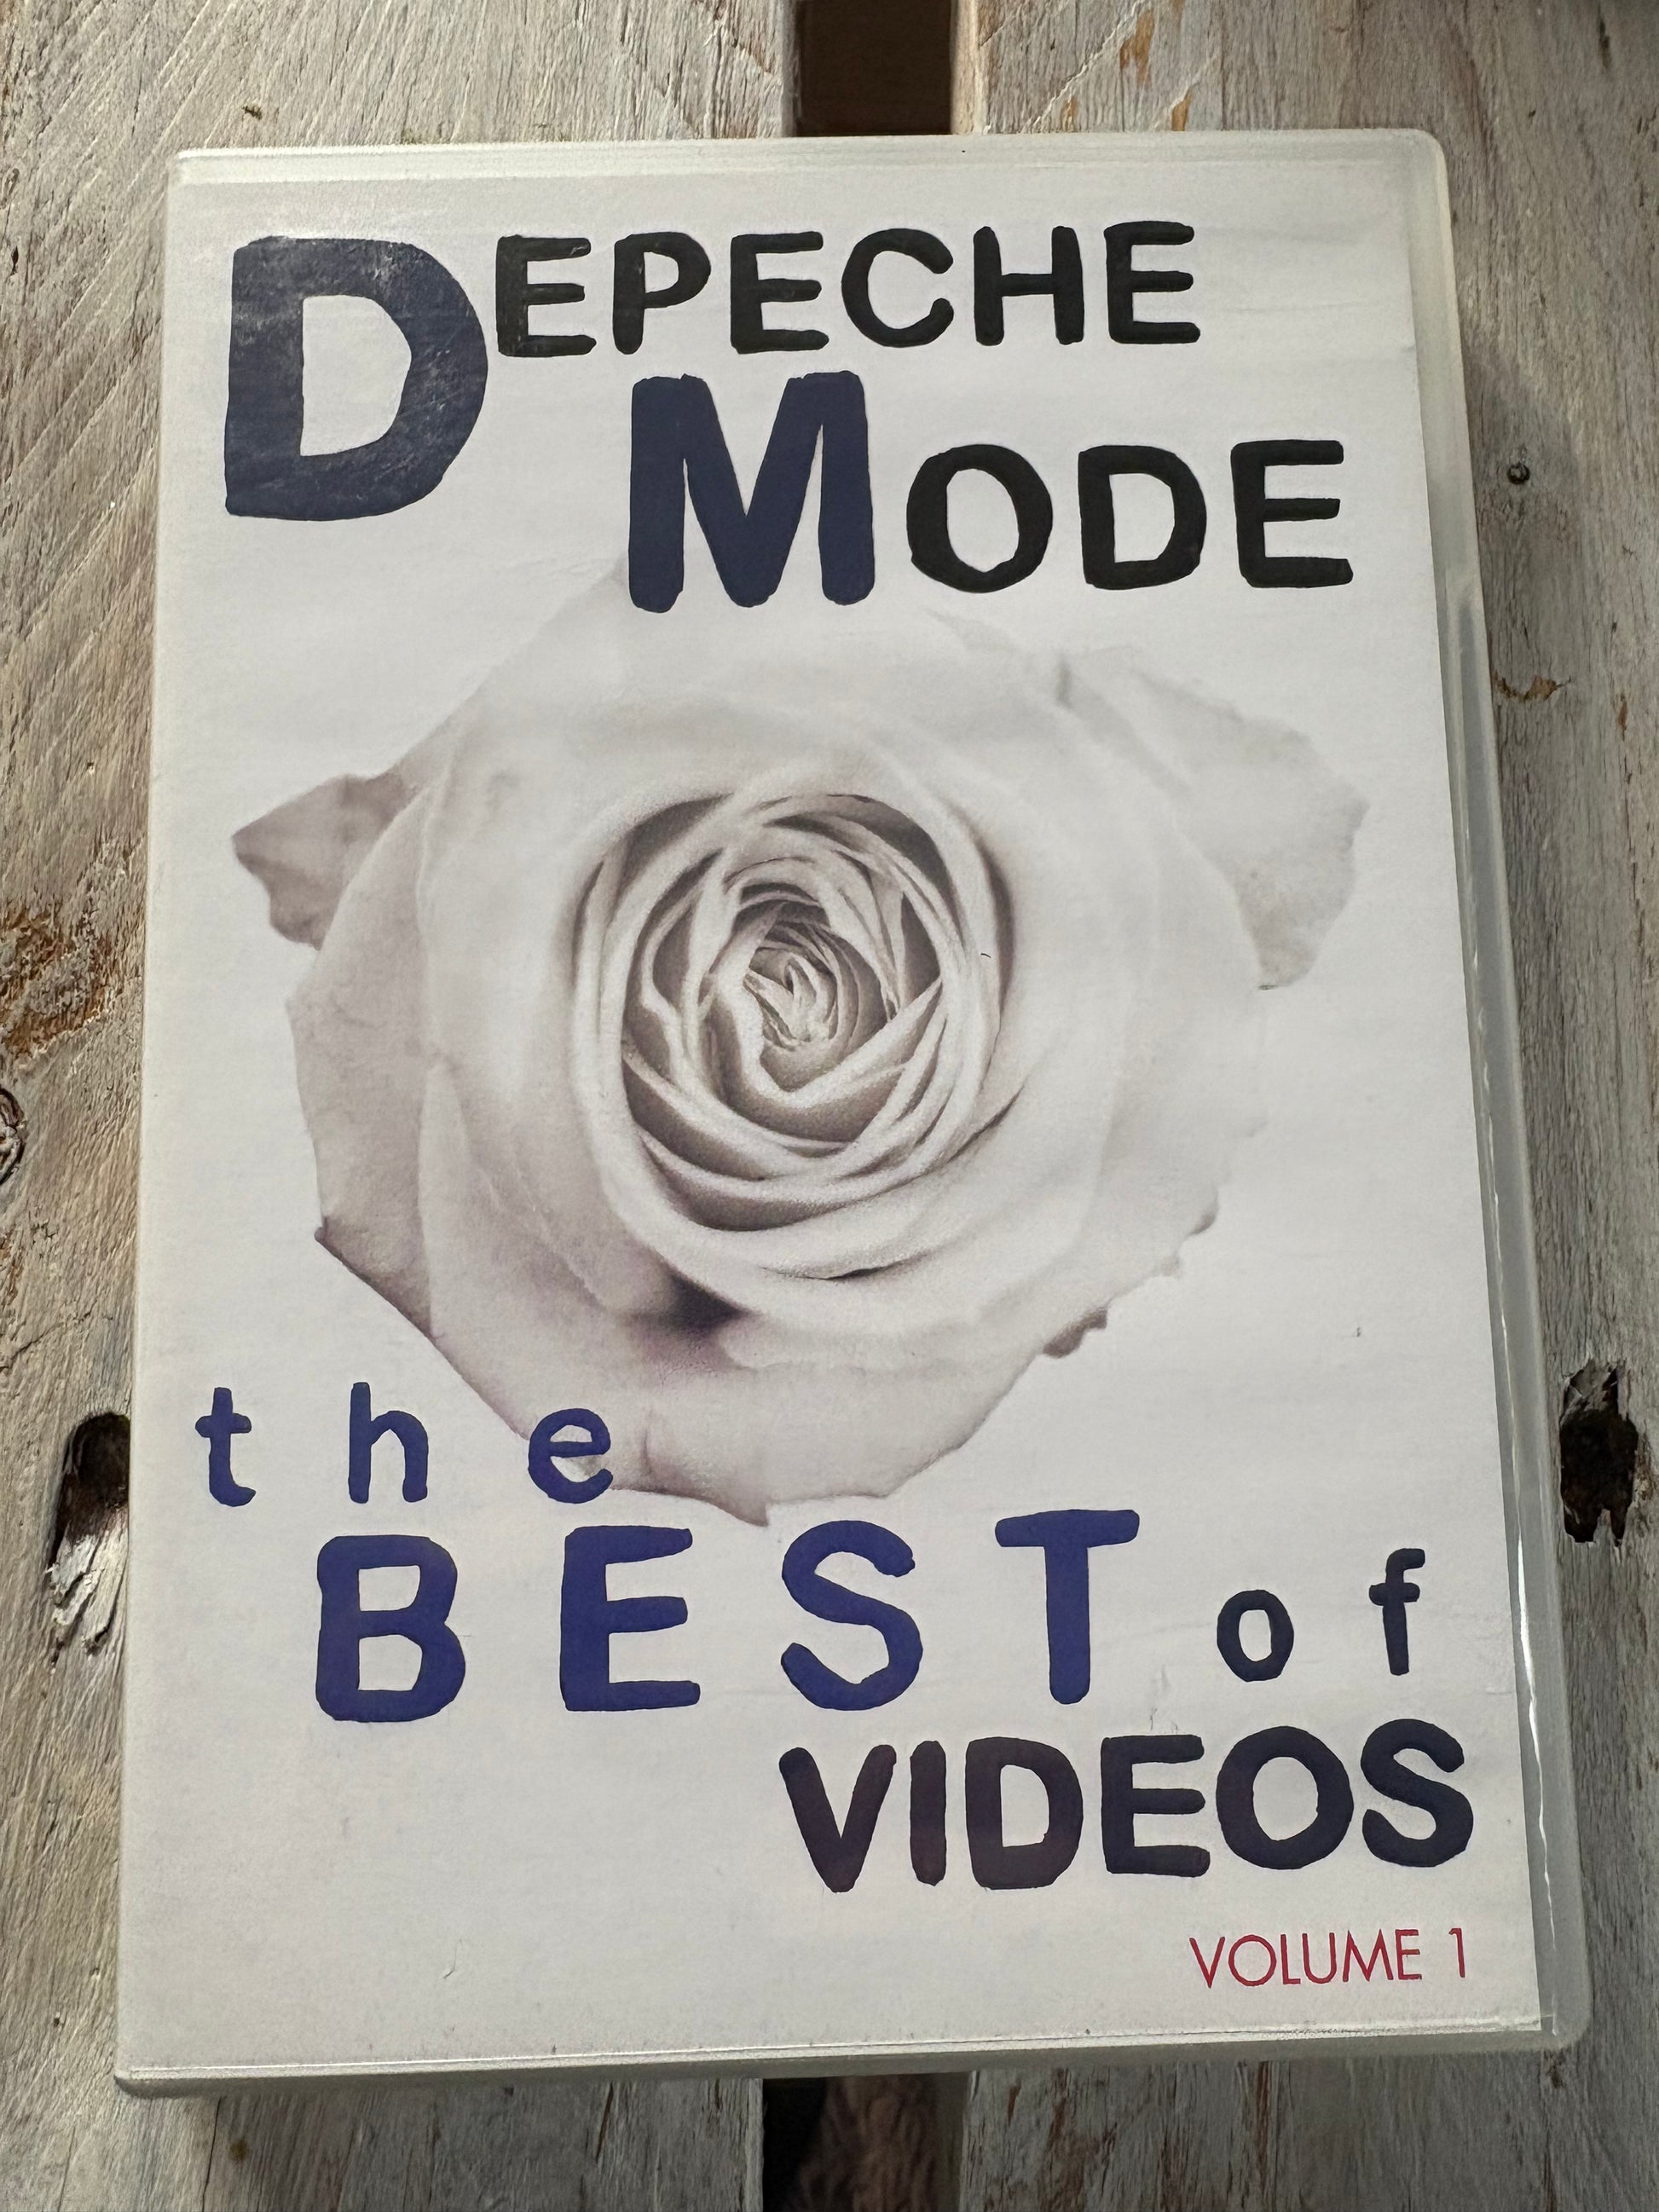 DEPECHE
MODE
the
BEST of
VIDEOS
VOLUME 1